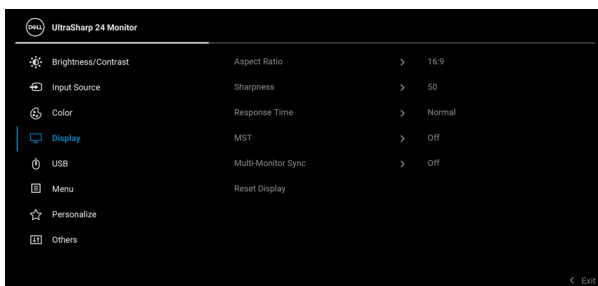 DELL UltraSharp 24 Monitor
Brightness/Contrast Aspect Ratio > 16:9
Input Source Sharpness > 50
Color Response Time > Normal
Display MST > Off
USB Multi-Monitor Sync > Off
Menu Reset Display
Personalize
Others
< Exit